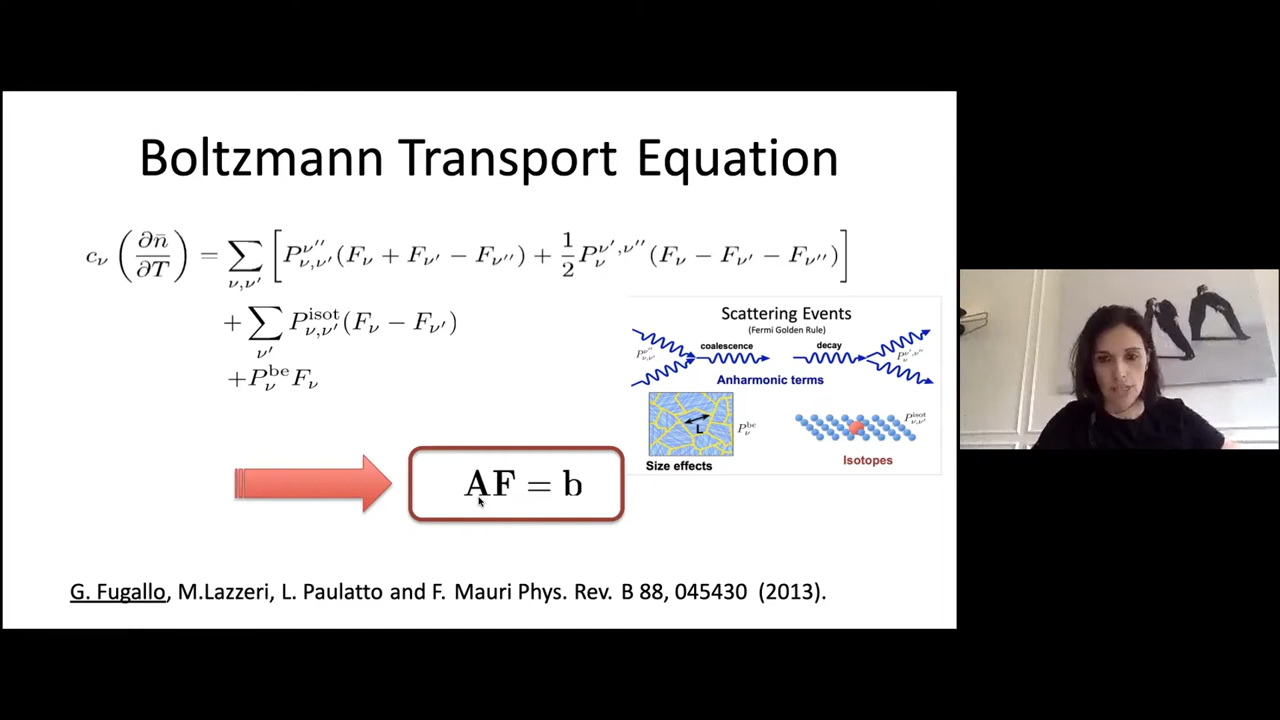 Boltzmann Transport Equation
c_ν (∂n̄/∂T) = ∑_{ν,ν′} [P^{ν″}_{ν,ν′}(F_ν + F_{ν′} − F_{ν″}) + 1/2 P^{ν′,ν″}_ν (F_ν − F_{ν′} − F_{ν″})]
+ ∑_{ν′} P^{isot}_{ν,ν′}(F_ν − F_{ν′})
+P^{be}_ν F_ν
Scattering Events
(Fermi Golden Rule)
coalescence decay
P^{ν″}_{ν,ν′} P^{ν′,ν″}_ν
Anharmonic terms
L P^{be}_ν P^{isot}_{ν,ν′}
Size effects Isotopes
AF = b
G. Fugallo, M.Lazzeri, L. Paulatto and F. Mauri Phys. Rev. B 88, 045430 (2013).